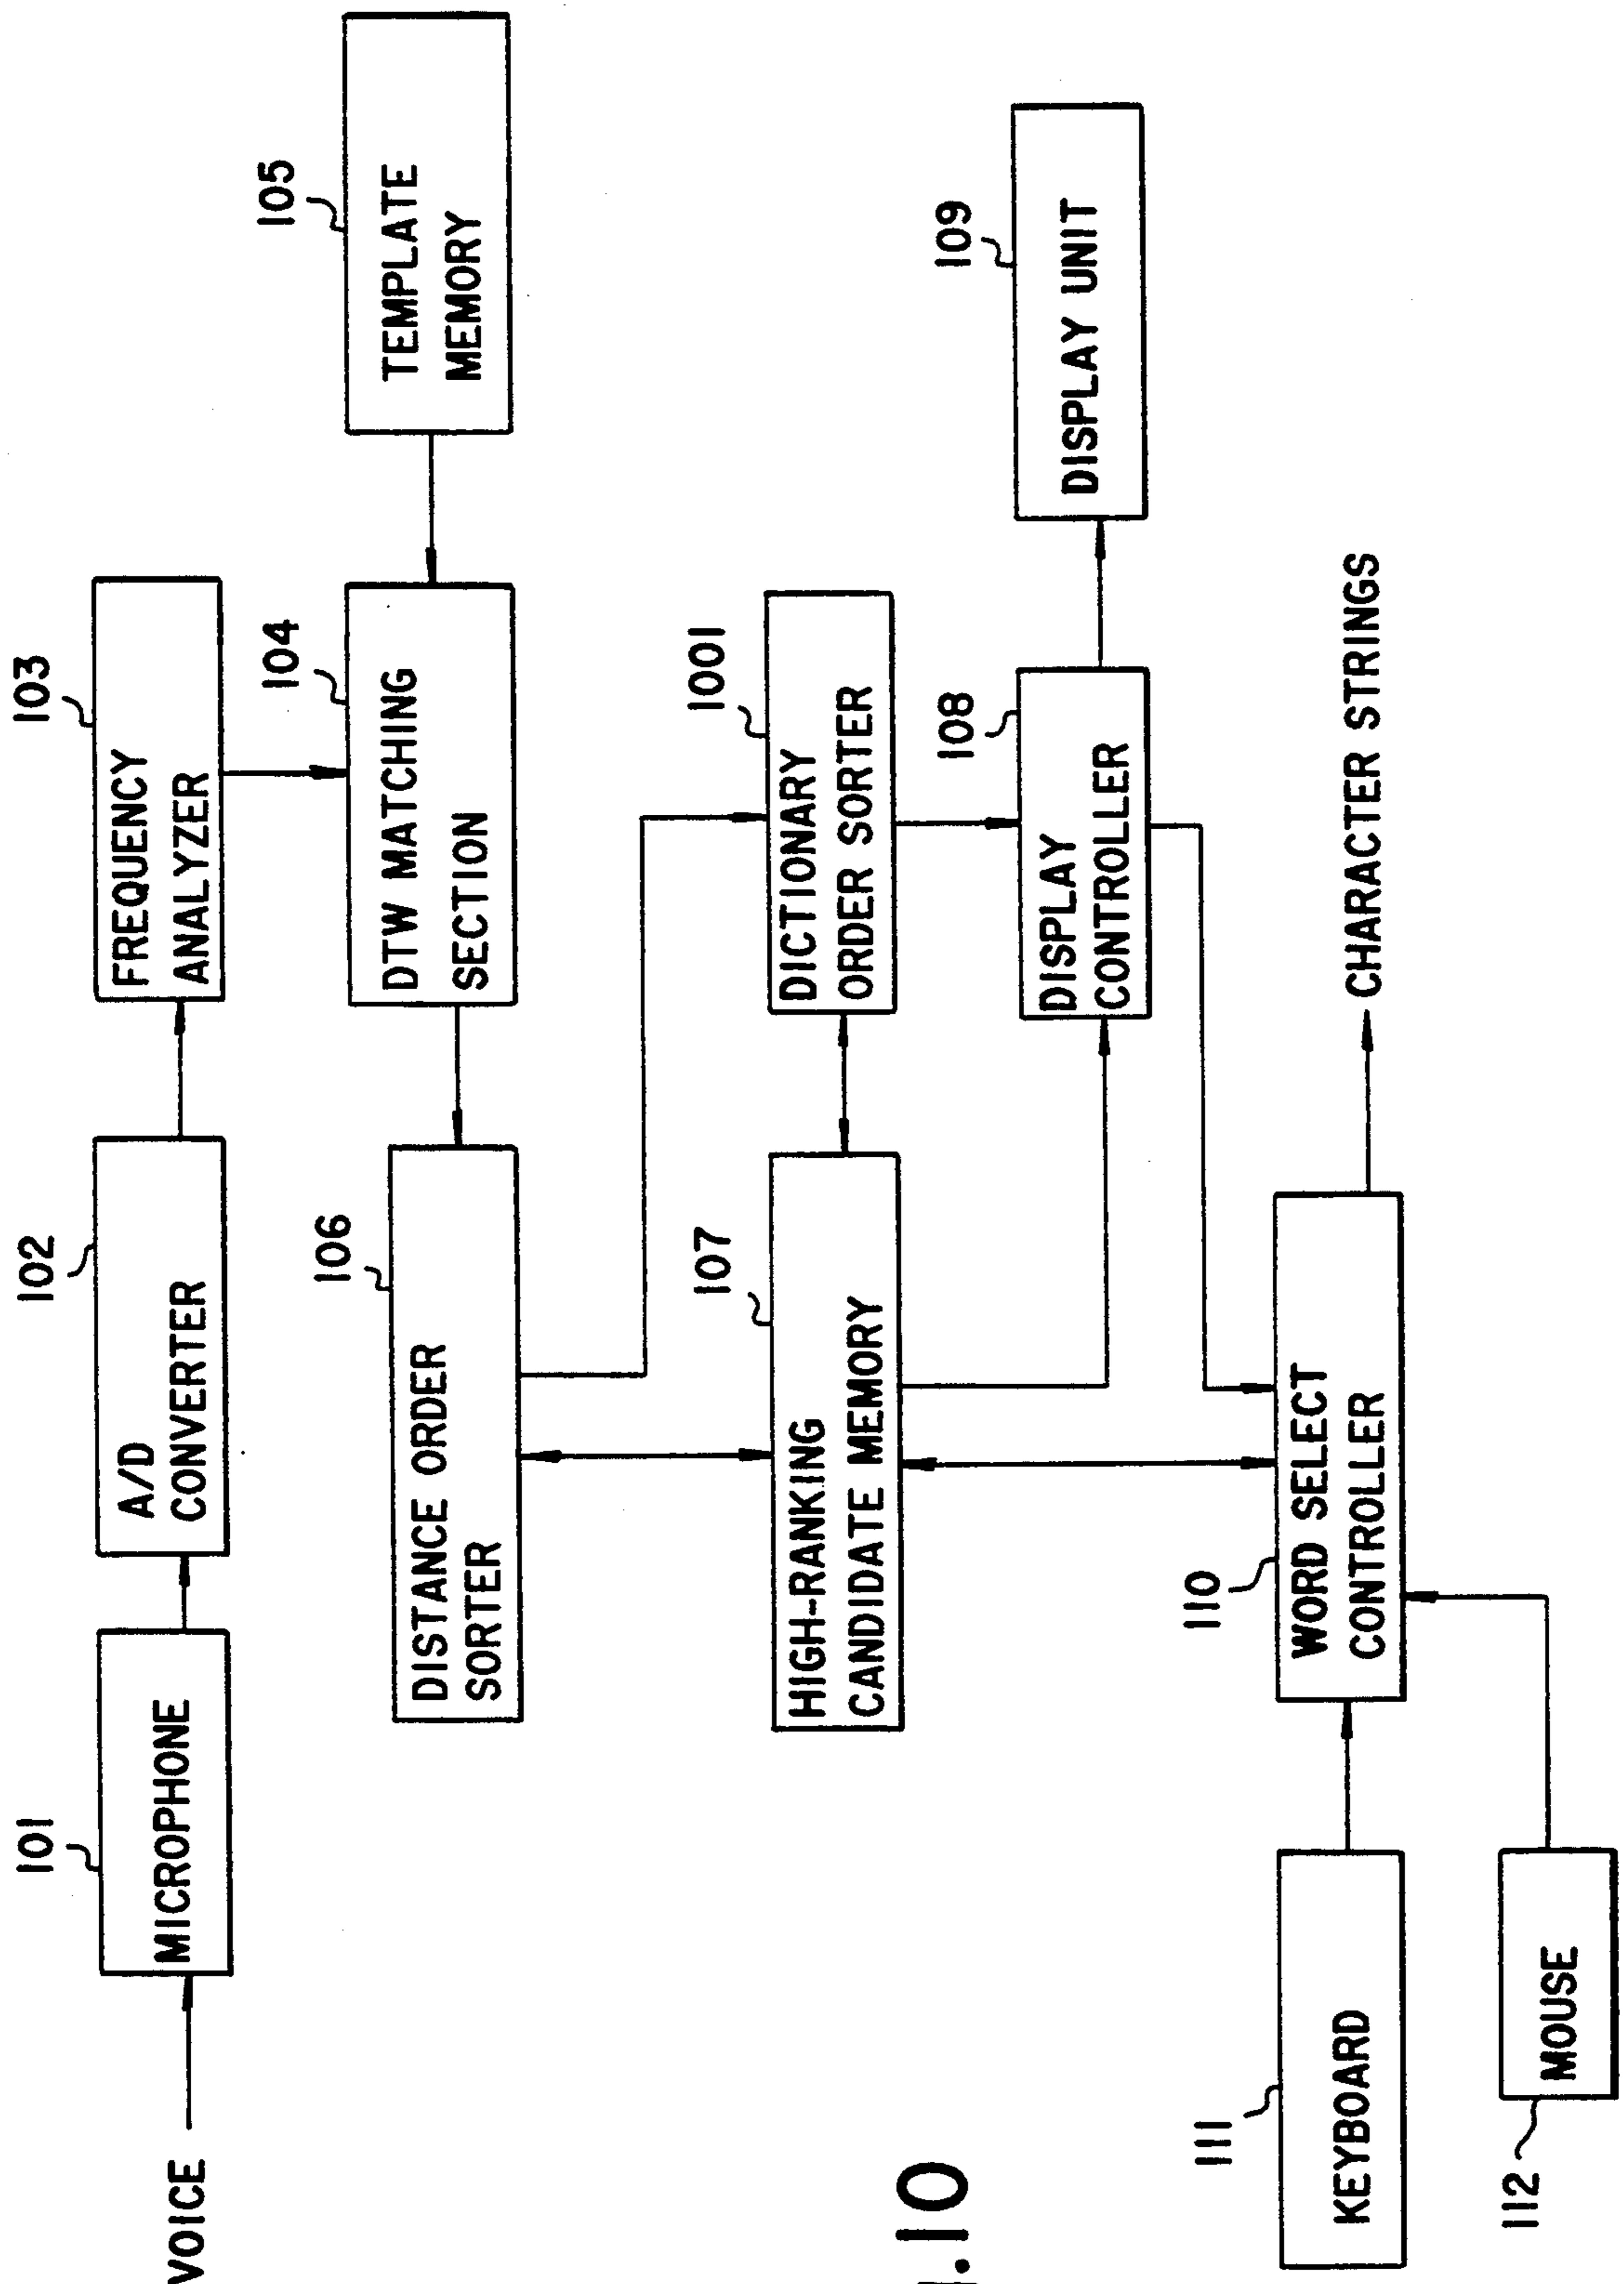 VOICE
101
MICROPHONE
102
A/D
CONVERTER
103
FREQUENCY
ANALYZER
104
DTW MATCHING
SECTION
105
TEMPLATE
MEMORY
106
DISTANCE ORDER
SORTER
107
HIGH-RANKING
CANDIDATE MEMORY
1001
DICTIONARY
ORDER SORTER
108
DISPLAY
CONTROLLER
109
DISPLAY UNIT
110
WORD SELECT
CONTROLLER
CHARACTER STRINGS
111
KEYBOARD
112
MOUSE
.10